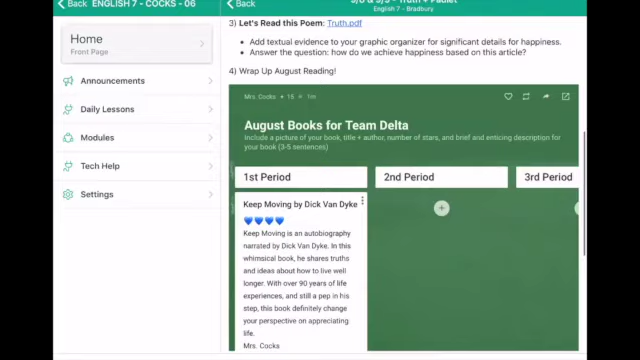 Back ENGLISH 7 - COCKS - 06
Back
English 7 - Bradbury
Home
Front Page
Announcements
Daily Lessons
Modules
Tech Help
Settings
3) Let's Read this Poem: Truth.pdf
• Add textual evidence to your graphic organizer for significant details for happiness.
• Answer the question: how do we achieve happiness based on this article?
4) Wrap Up August Reading!
Mrs. Cocks + 15 • 1m
August Books for Team Delta
Include a picture of your book, title + author, number of stars, and brief and enticing description for
your book (3-5 sentences)
1st Period
2nd Period
3rd Period
Keep Moving by Dick Van Dyke
💙💙💙💙
Keep Moving is an autobiography
narrated by Dick Van Dyke. In this
whimsical book, he shares truths
and ideas about how to live well
longer. With over 90 years of life
experiences, and still a pep in his
step, this book definitely change
your perspective on appreciating
life.
Mrs. Cocks